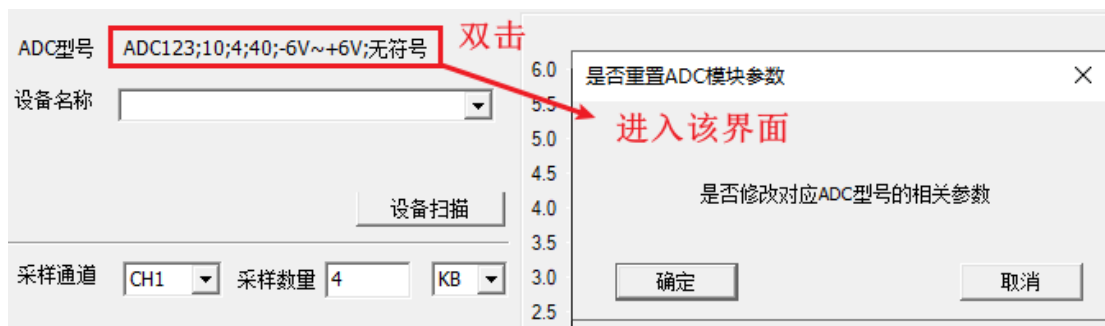 ADC型号 ADC123;10;4;40;-6V~+6V;无符号 双击
设备名称
设备扫描
采样通道 CH1 采样数量 4 KB
6.0
5.5
5.0
4.5
4.0
3.5
3.0
2.5
是否重置ADC模块参数
进入该界面
是否修改对应ADC型号的相关参数
确定 取消